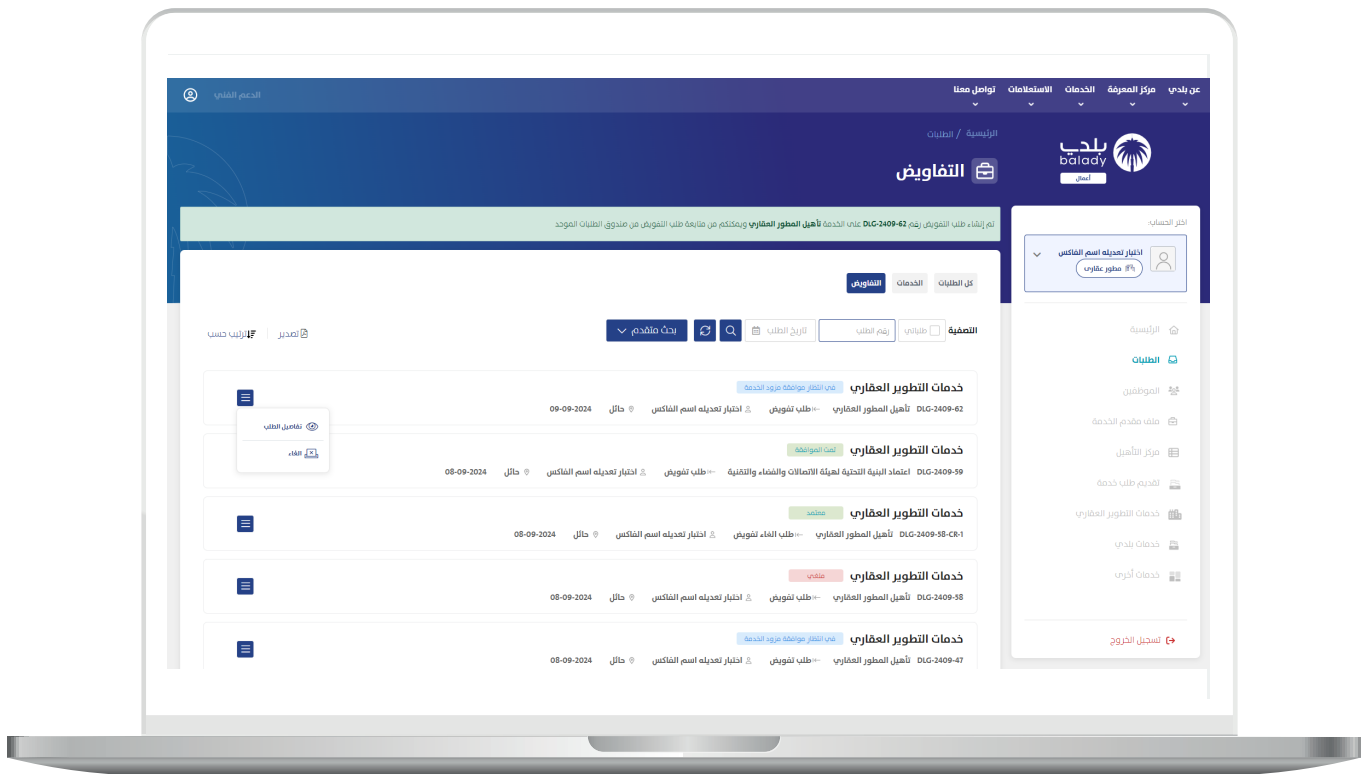 عن بلدي مركز المعرفة الخدمات الاستعلامات تواصل معنا
الدعم الفني
بلدي
balady
أعمال
الرئيسية / الطلبات
التفاويض
تم إنشاء طلب التفويض رقم DLG-2409-62 على الخدمة تأهيل المطور العقاري ويمكنكم من متابعة طلب التفويض من صندوق الطلبات الموحد
اختر الحساب:
اختبار تعديله اسم الفاكس
مطور عقاري
الرئيسية
الطلبات
الموظفين
ملف مقدم الخدمة
مركز التأهيل
تقديم طلب خدمة
خدمات التطوير العقاري
خدمات بلدي
خدمات أخرى
تسجيل الخروج
كل الطلبات الخدمات التفاويض
التصفية طلباتي رقم الطلب تاريخ الطلب بحث متقدم
تصدير ترتيب حسب
خدمات التطوير العقاري في انتظار موافقة مزود الخدمة
DLG-2409-62 تأهيل المطور العقاري طلب تفويض اختبار تعديله اسم الفاكس حائل 09-09-2024
تفاصيل الطلب
الغاء
خدمات التطوير العقاري تمت الموافقة
DLG-2409-59 اعتماد البنية التحتية لهيئة الاتصالات والفضاء والتقنية طلب تفويض اختبار تعديله اسم الفاكس حائل 08-09-2024
خدمات التطوير العقاري معتمد
DLG-2409-58-CR-1 تأهيل المطور العقاري طلب الغاء تفويض اختبار تعديله اسم الفاكس حائل 08-09-2024
خدمات التطوير العقاري ملغي
DLG-2409-58 تأهيل المطور العقاري طلب تفويض اختبار تعديله اسم الفاكس حائل 08-09-2024
خدمات التطوير العقاري في انتظار موافقة مزود الخدمة
DLG-2409-47 تأهيل المطور العقاري طلب تفويض اختبار تعديله اسم الفاكس حائل 08-09-2024